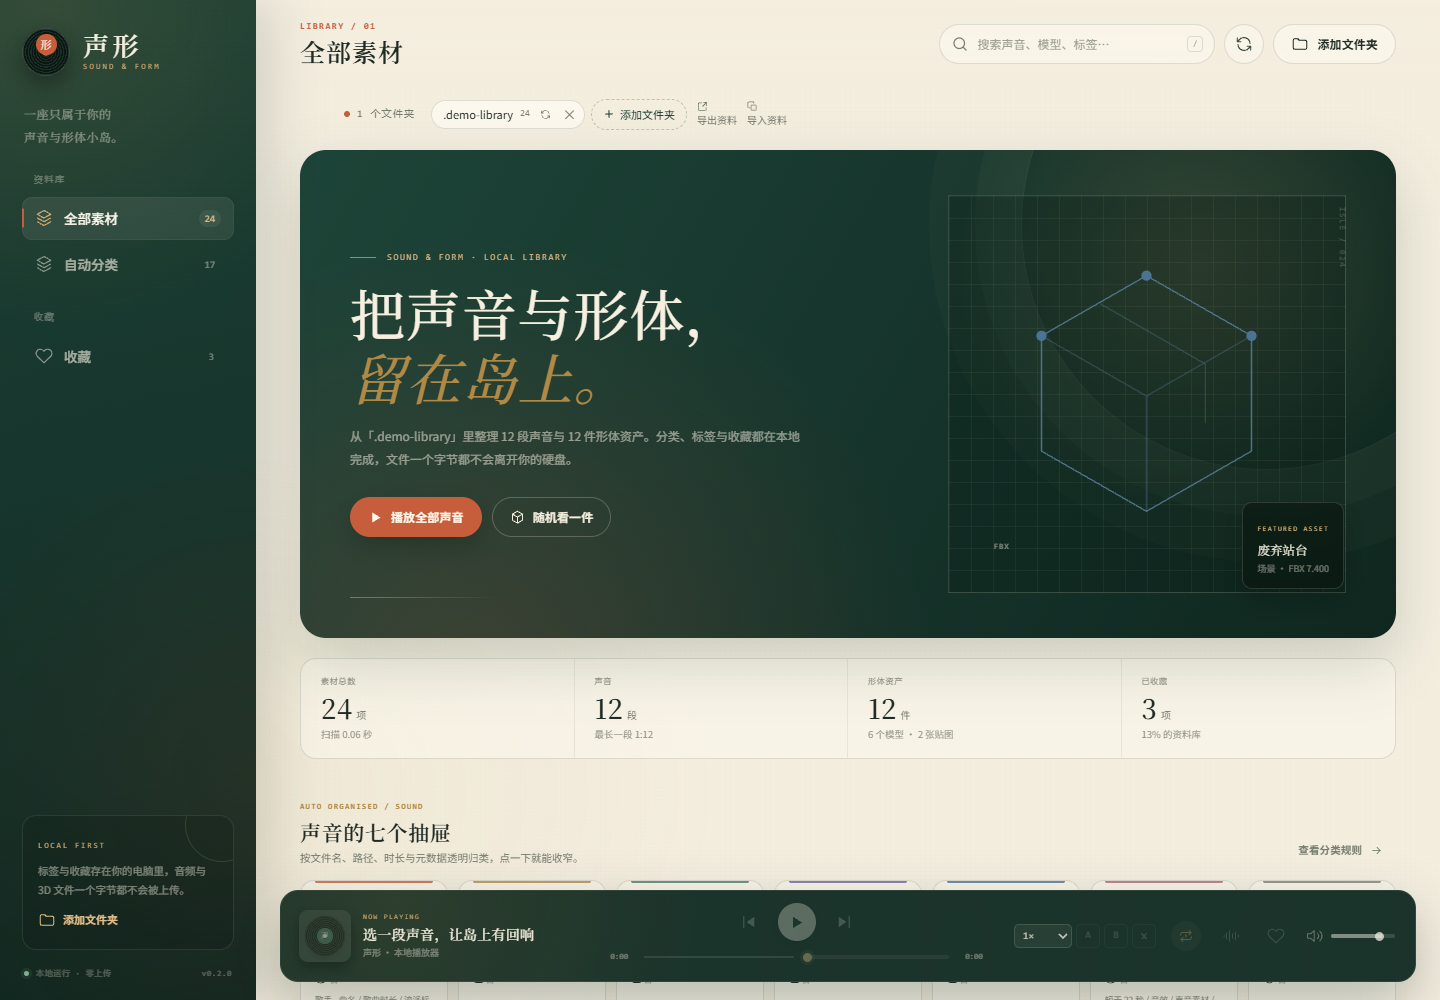 形
声形
SOUND & FORM
一座只属于你的
声音与形体小岛。
资料库
全部素材 24
自动分类 17
收藏
收藏 3
LOCAL FIRST
标签与收藏存在你的电脑里，音频与
3D 文件一个字节都不会被上传。
添加文件夹
本地运行 · 零上传 v0.2.0
LIBRARY / 01
全部素材
搜索声音、模型、标签… /
添加文件夹
1 个文件夹
.demo-library 24
添加文件夹
导出资料
导入资料
SOUND & FORM · LOCAL LIBRARY
把声音与形体，
留在岛上。
从「.demo-library」里整理 12 段声音与 12 件形体资产。分类、标签与收藏都在本地
完成，文件一个字节都不会离开你的硬盘。
播放全部声音
随机看一件
ISLE / 024
FBX
FEATURED ASSET
废弃站台
场景 · FBX 7.400
素材总数
24 项
扫描 0.06 秒
声音
12 段
最长一段 1:12
形体资产
12 件
6 个模型 · 2 张贴图
已收藏
3 项
13% 的资料库
AUTO ORGANISED / SOUND
声音的七个抽屉
按文件名、路径、时长与元数据透明归类，点一下就能收窄。
查看分类规则
NOW PLAYING
选一段声音，让岛上有回响
声形 · 本地播放器
0:00
0:00
1×
A
B
X